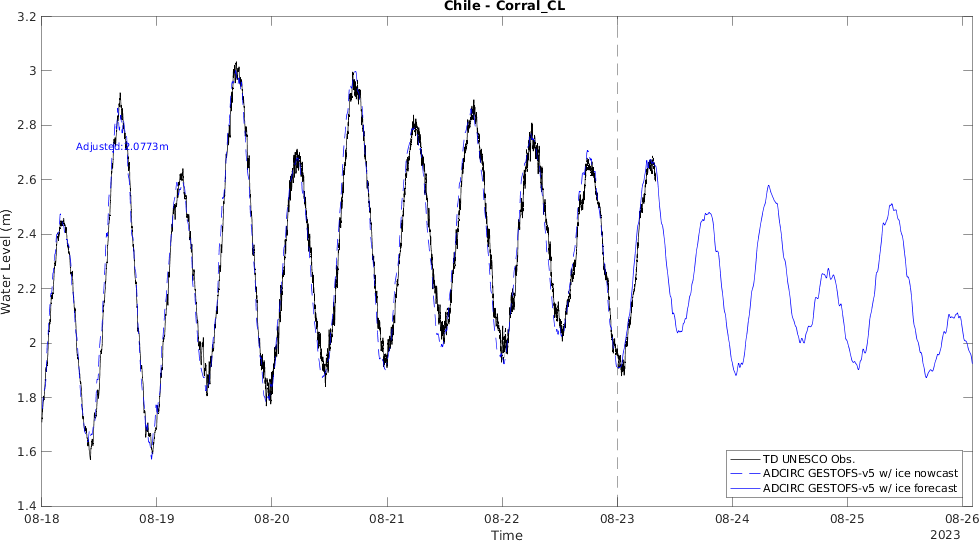 Chile - Corral_CL
3.2
3
2.8
2.6
2.4
2.2
2
1.8
1.6
1.4
Water Level (m)
Adjusted:2.0773m
TD UNESCO Obs.
ADCIRC GESTOFS-v5 w/ ice nowcast
ADCIRC GESTOFS-v5 w/ ice forecast
08-18
08-19
08-20
08-21
08-22
08-23
08-24
08-25
08-26
Time
2023